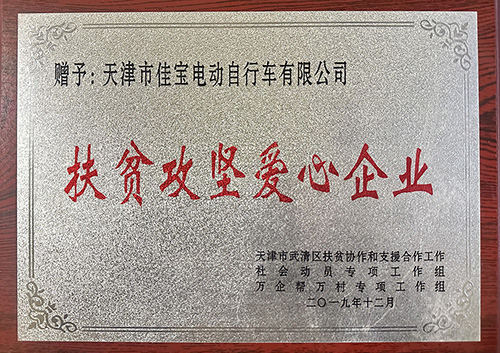 赠予：天津市佳宝电动自行车有限公司
扶贫攻坚爱心企业
天津市武清区扶贫协作和支援合作工作
社会动员专项工作组
万企帮万村专项工作组
二〇一九年十二月